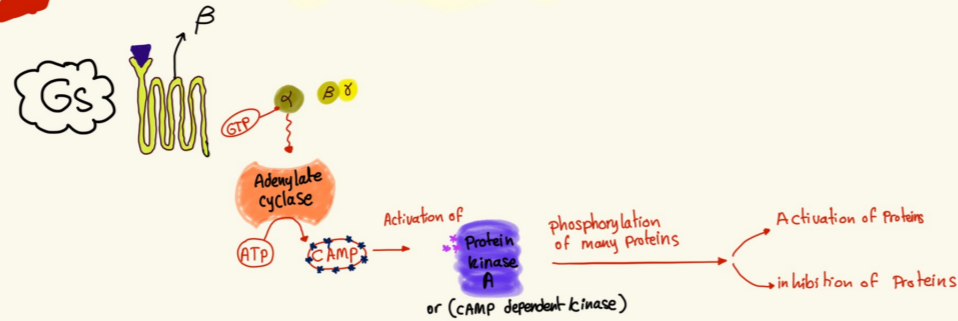 β
Gs
α
β γ
GTP
Adenylate
cyclase
ATP
CAMP
Activation of
Protein
kinase
A
or (CAMP dependent kinase)
phosphorylation
of many Proteins
Activation of Proteins
inhibition of Proteins